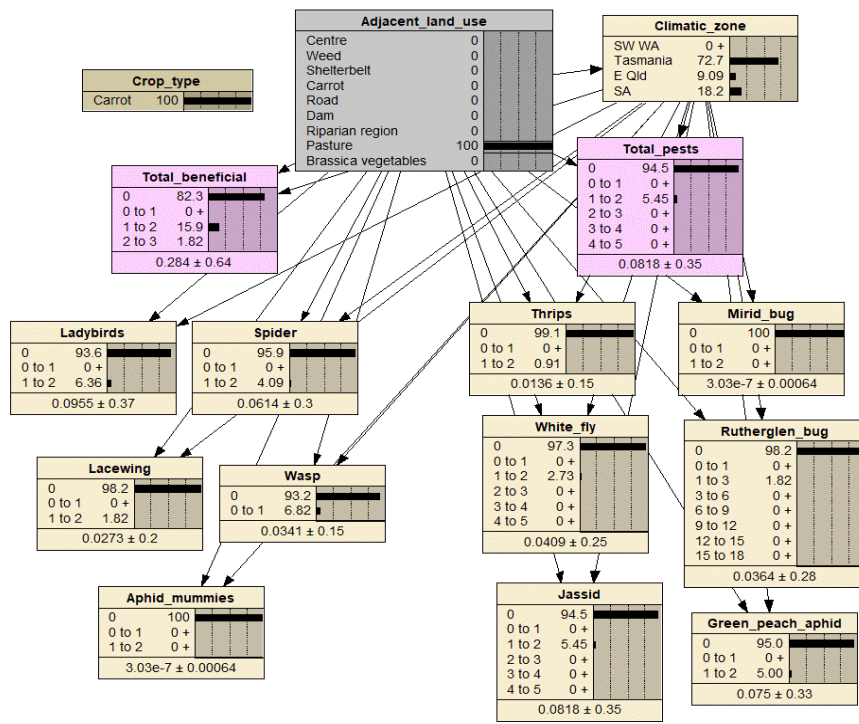 Adjacent_land_use
Centre 0
Weed 0
Shelterbelt 0
Carrot 0
Road 0
Dam 0
Riparian region 0
Pasture 100
Brassica vegetables 0
Climatic_zone
SW WA 0 +
Tasmania 72.7
E Qld 9.09
SA 18.2
Crop_type
Carrot 100
Total_beneficial
0 82.3
0 to 1 0 +
1 to 2 15.9
2 to 3 1.82
0.284 ± 0.64
Total_pests
0 94.5
0 to 1 0 +
1 to 2 5.45
2 to 3 0 +
3 to 4 0 +
4 to 5 0 +
0.0818 ± 0.35
Ladybirds
0 93.6
0 to 1 0 +
1 to 2 6.36
0.0955 ± 0.37
Spider
0 95.9
0 to 1 0 +
1 to 2 4.09
0.0614 ± 0.3
Thrips
0 99.1
0 to 1 0 +
1 to 2 0.91
0.0136 ± 0.15
Mirid_bug
0 100
0 to 1 0 +
1 to 2 0 +
3.03e-7 ± 0.00064
Lacewing
0 98.2
0 to 1 0 +
1 to 2 1.82
0.0273 ± 0.2
Wasp
0 93.2
0 to 1 6.82
0.0341 ± 0.15
White_fly
0 97.3
0 to 1 0 +
1 to 2 2.73
2 to 3 0 +
3 to 4 0 +
4 to 5 0 +
0.0409 ± 0.25
Rutherglen_bug
0 98.2
0 to 1 0 +
1 to 3 1.82
3 to 6 0 +
6 to 9 0 +
9 to 12 0 +
12 to 15 0 +
15 to 18 0 +
0.0364 ± 0.28
Aphid_mummies
0 100
0 to 1 0 +
1 to 2 0 +
3.03e-7 ± 0.00064
Jassid
0 94.5
0 to 1 0 +
1 to 2 5.45
2 to 3 0 +
3 to 4 0 +
4 to 5 0 +
0.0818 ± 0.35
Green_peach_aphid
0 95.0
0 to 1 0 +
1 to 2 5.00
0.075 ± 0.33